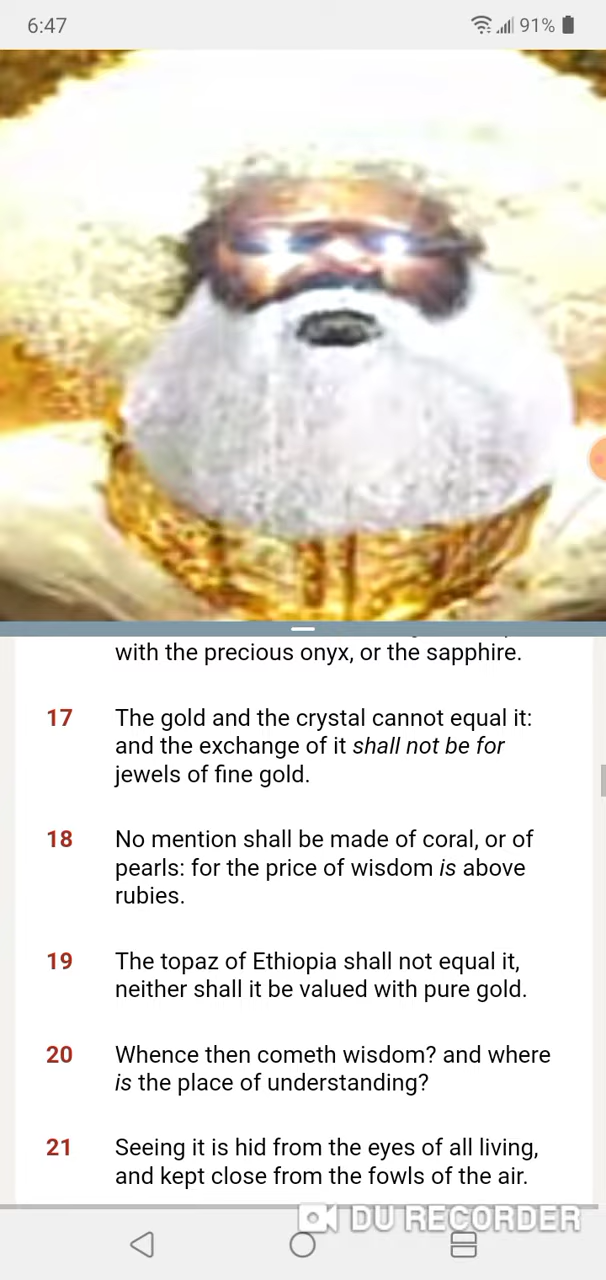 6:47
91%
with the precious onyx, or the sapphire.
17 The gold and the crystal cannot equal it:
and the exchange of it shall not be for
jewels of fine gold.
18 No mention shall be made of coral, or of
pearls: for the price of wisdom is above
rubies.
19 The topaz of Ethiopia shall not equal it,
neither shall it be valued with pure gold.
20 Whence then cometh wisdom? and where
is the place of understanding?
21 Seeing it is hid from the eyes of all living,
and kept close from the fowls of the air.
DU RECORDER